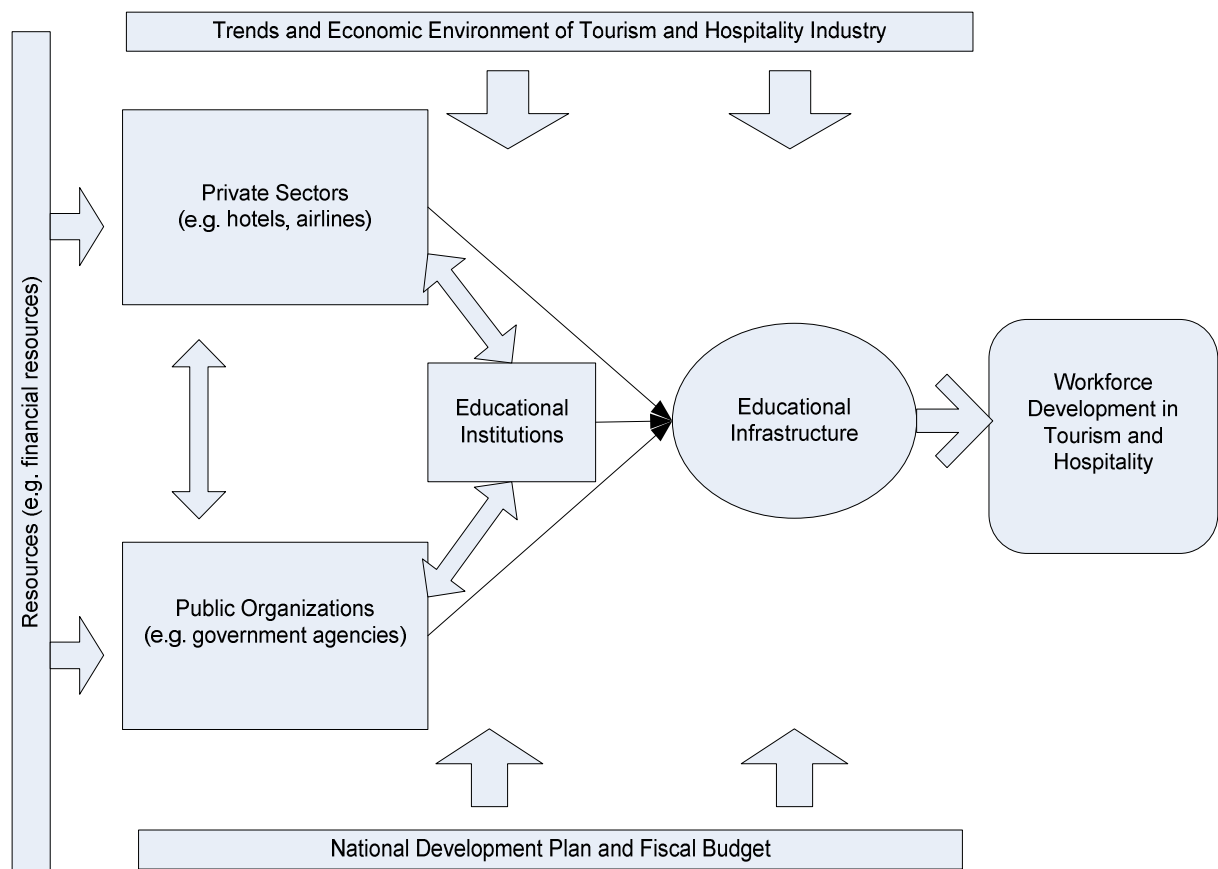 Trends and Economic Environment of Tourism and Hospitality Industry
Resources (e.g. financial resources)
Private Sectors
(e.g. hotels, airlines)
Educational
Institutions
Educational
Infrastructure
Workforce
Development in
Tourism and
Hospitality
Public Organizations
(e.g. government agencies)
National Development Plan and Fiscal Budget